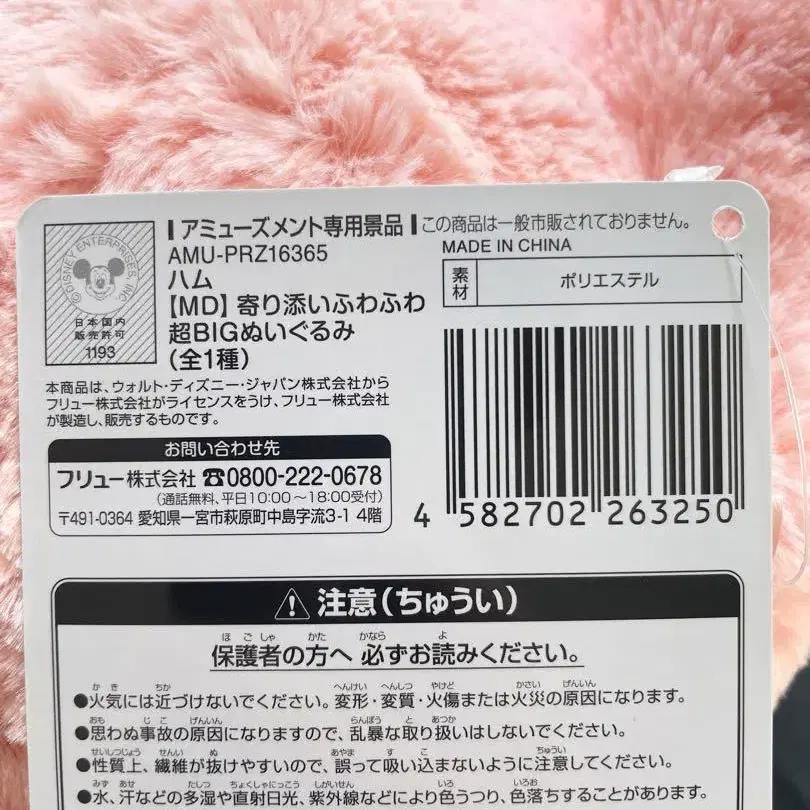 ©DISNEY ENTERPRISES, INC.
日本国内
販売許可
1193
アミューズメント専用景品
この商品は一般市販されておりません。
AMU-PRZ16365
MADE IN CHINA
ハム
素材
ポリエステル
【MD】寄り添いふわふわ
超BIGぬいぐるみ
(全1種)
本商品は、ウォルト・ディズニー・ジャパン株式会社から
フリュー株式会社がライセンスをうけ、フリュー株式会社
が製造し、販売するものです。
お問い合わせ先
フリュー株式会社 ☎0800-222-0678
(通話無料、平日10:00〜18:00受付)
〒491-0364 愛知県一宮市萩原町中島字流3-1 4階
4 582702 263250
⚠ 注意(ちゅうい)
ほごしゃ かた かなら よ
保護者の方へ 必ずお読みください。
かき ちか へんけい へんしつ やけど かさい げんいん
●火気には近づけないでください。変形・変質・火傷または火災の原因になります。
おも じこ げんいん らんぼう と あつか
●思わぬ事故の原因になりますので、乱暴な取り扱いはしないでください。
せいしつじょう せんい ぬ あやま す こ ちゅうい
●性質上、繊維が抜けやすいので、誤って吸い込まないように注意してください。
みず あせ たしつ ちょくしゃにっこう しがいせん いろ いろお
●水、汗などの多湿や直射日光、紫外線などにより色うつり、色落ちすることがあります。